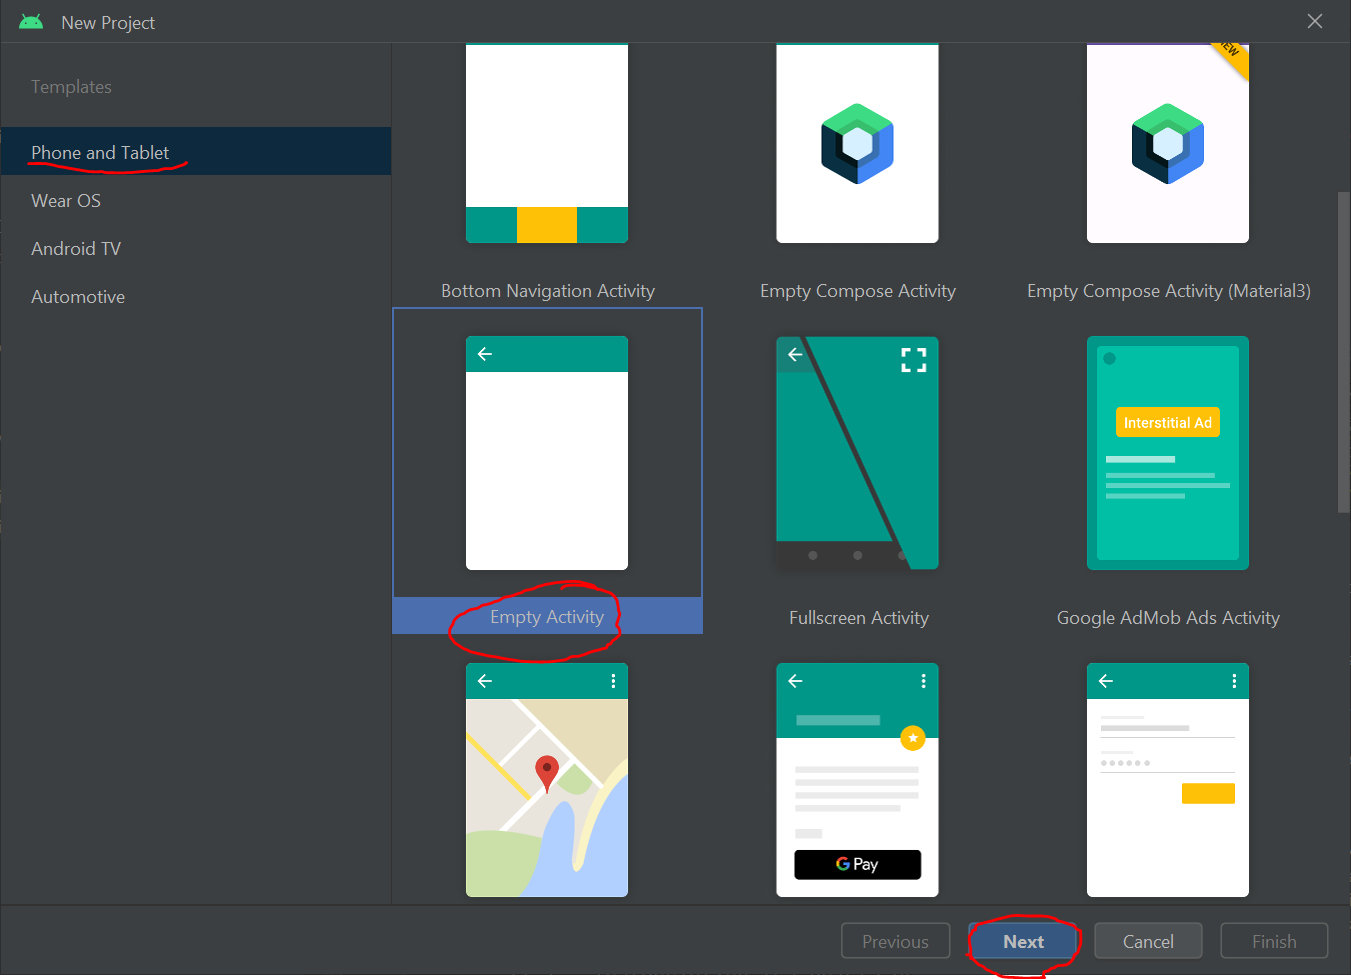 New Project
Templates
Phone and Tablet
Wear OS
Android TV
Automotive
NEW
Bottom Navigation Activity
Empty Compose Activity
Empty Compose Activity (Material3)
Interstitial Ad
Empty Activity
Fullscreen Activity
Google AdMob Ads Activity
G Pay
Previous
Next
Cancel
Finish